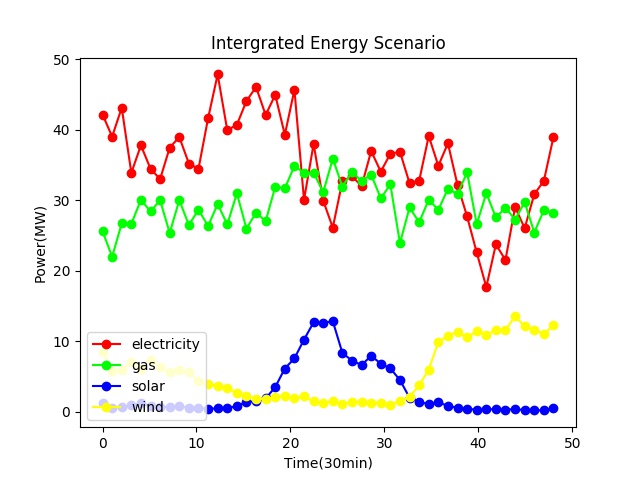 Intergrated Energy Scenario
Power(MW)
50
40
30
20
10
0
electricity
gas
solar
wind
0 10 20 30 40 50
Time(30min)